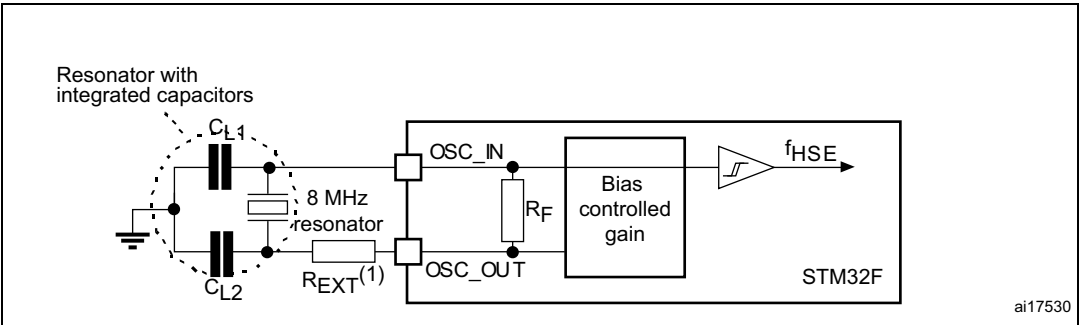 Resonator with
integrated capacitors
CL1
OSC_IN
fHSE
8 MHz
resonator
RF
Bias
controlled
gain
REXT(1)
OSC_OUT
STM32F
CL2
ai17530